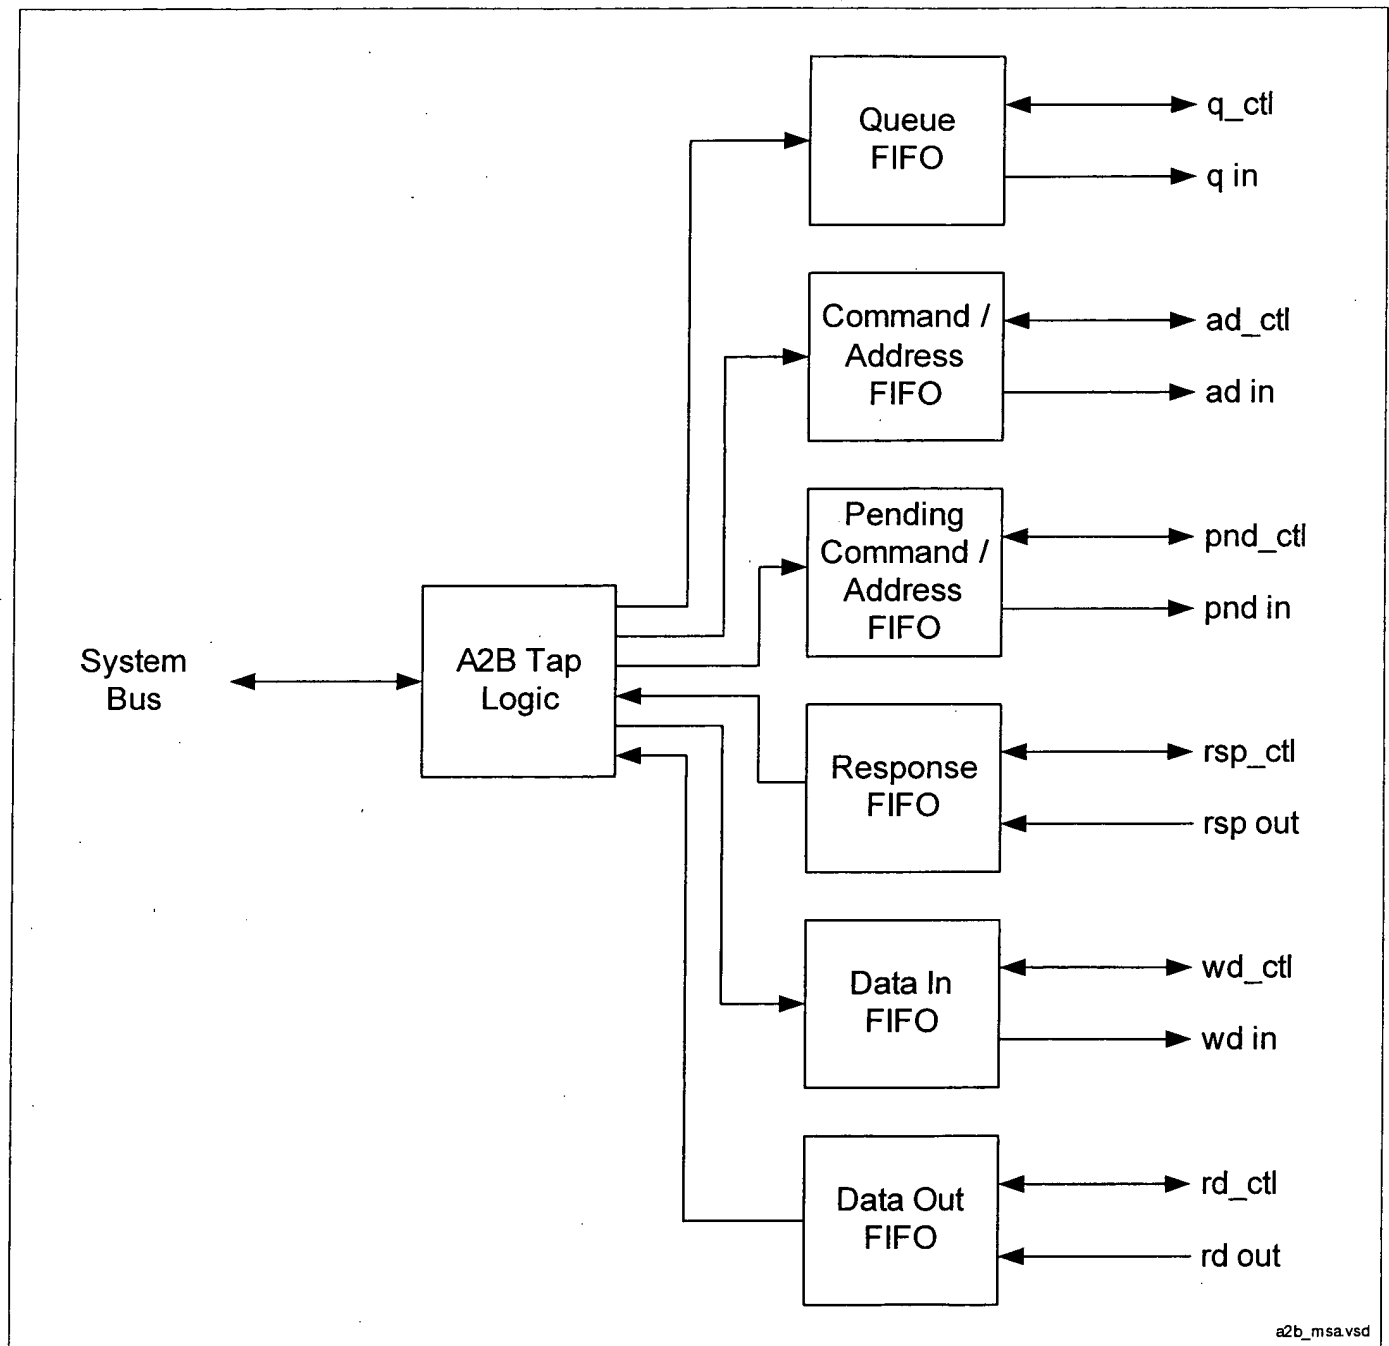 Queue
FIFO
q_ctl
q in
Command /
Address
FIFO
ad_ctl
ad in
Pending
Command /
Address
FIFO
pnd_ctl
pnd in
System
Bus
A2B Tap
Logic
Response
FIFO
rsp_ctl
rsp out
Data In
FIFO
wd_ctl
wd in
Data Out
FIFO
rd_ctl
rd out
a2b_msa.vsd